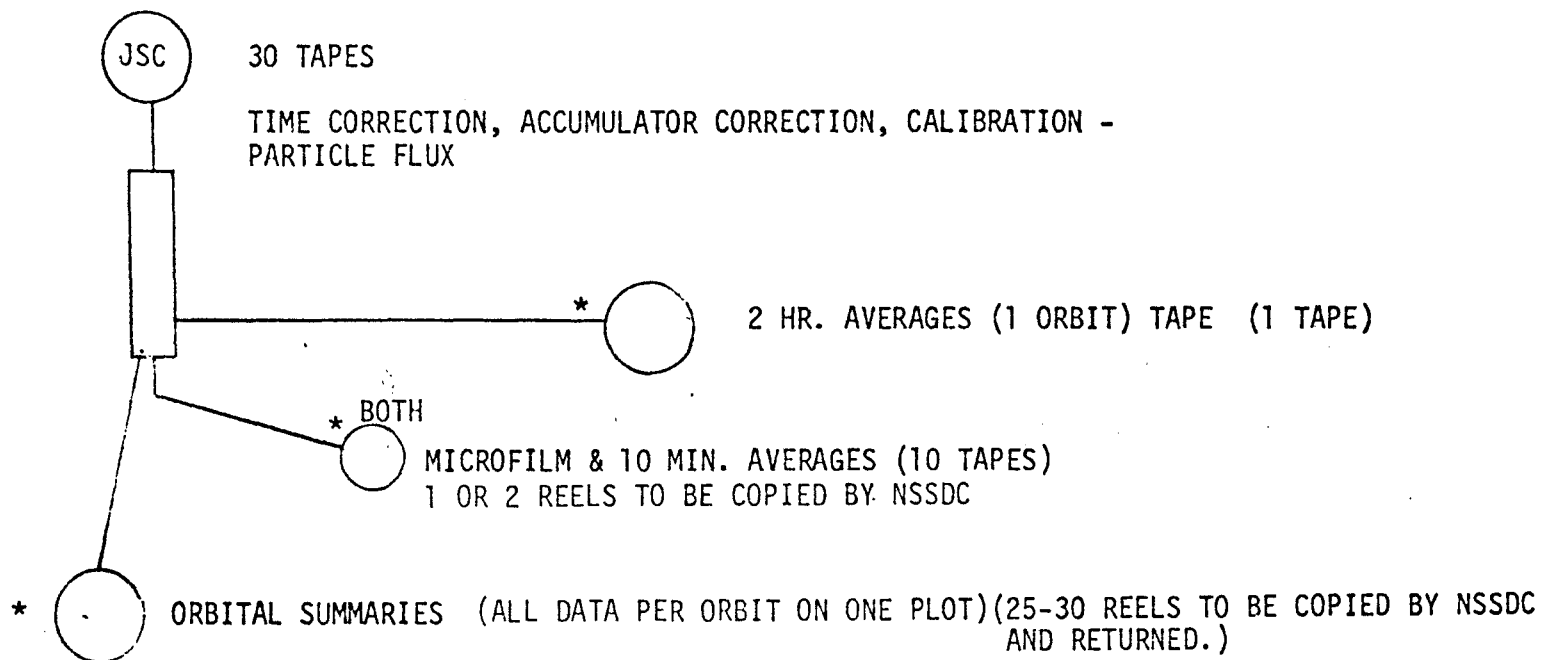 JSC 30 TAPES
TIME CORRECTION, ACCUMULATOR CORRECTION, CALIBRATION -
PARTICLE FLUX
* 2 HR. AVERAGES (1 ORBIT) TAPE (1 TAPE)
* BOTH
MICROFILM & 10 MIN. AVERAGES (10 TAPES)
1 OR 2 REELS TO BE COPIED BY NSSDC
* ORBITAL SUMMARIES (ALL DATA PER ORBIT ON ONE PLOT)(25-30 REELS TO BE COPIED BY NSSDC
AND RETURNED.)